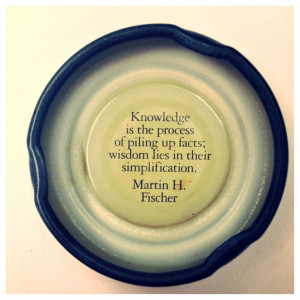 Knowledge
is the process
of piling up facts;
wisdom lies in their
simplification.
Martin H.
Fischer